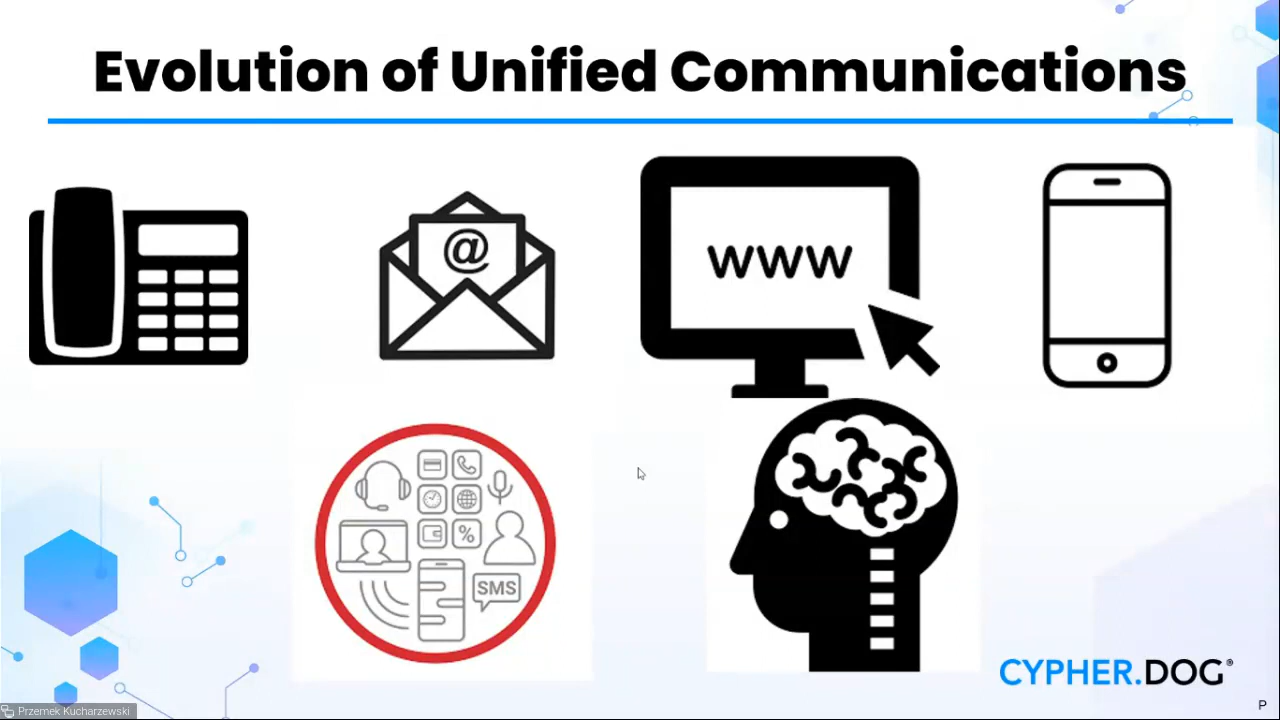 Evolution of Unified Communications
@
www
%
SMS
CYPHER.DOG®
Przemek Kucharzewski
P